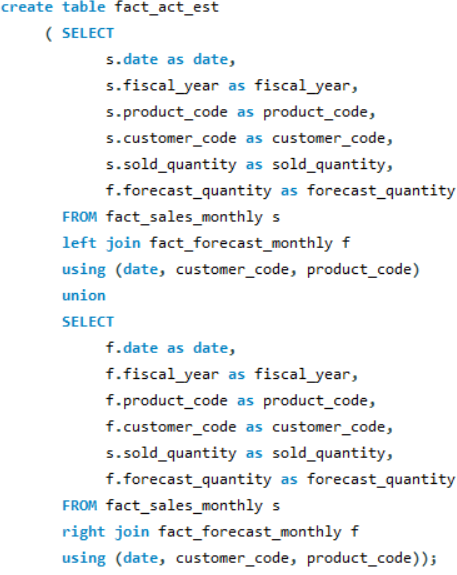 create table fact_act_est
( SELECT
s.date as date,
s.fiscal_year as fiscal_year,
s.product_code as product_code,
s.customer_code as customer_code,
s.sold_quantity as sold_quantity,
f.forecast_quantity as forecast_quantity
FROM fact_sales_monthly s
left join fact_forecast_monthly f
using (date, customer_code, product_code)
union
SELECT
f.date as date,
f.fiscal_year as fiscal_year,
f.product_code as product_code,
f.customer_code as customer_code,
s.sold_quantity as sold_quantity,
f.forecast_quantity as forecast_quantity
FROM fact_sales_monthly s
right join fact_forecast_monthly f
using (date, customer_code, product_code));